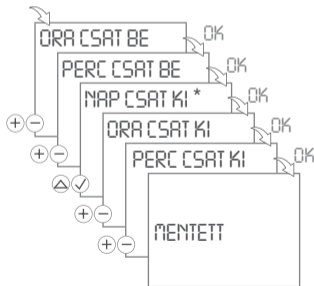 ORA CSAT BE
OK
PERC CSAT BE
OK
NAP CSAT KI *
OK
ORA CSAT KI
OK
PERC CSAT KI
OK
MENTETT